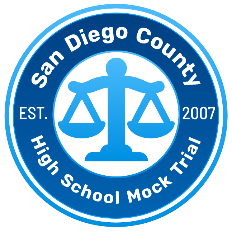 San Diego County
EST. 2007
High School Mock Trial